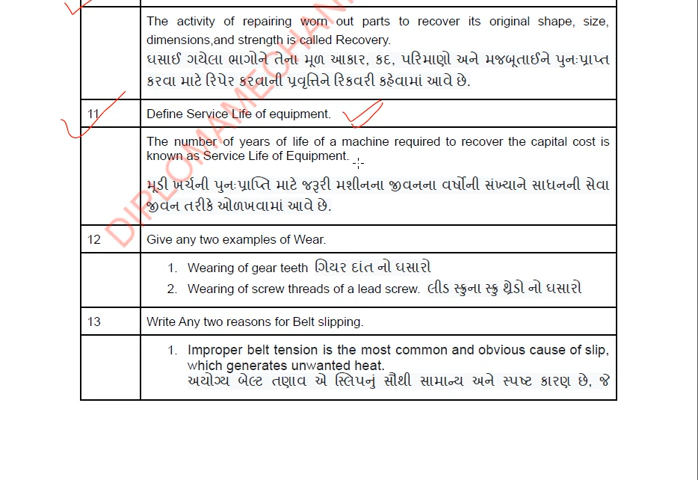 The activity of repairing worn out parts to recover its original shape, size,
dimensions,and strength is called Recovery.
ઘસાઈ ગયેલા ભાગોને તેના મૂળ આકાર, કદ, પરિમાણો અને મજબૂતાઈને પુનઃપ્રાપ્ત
કરવા માટે રિપેર કરવાની પ્રવૃત્તિને રિકવરી કહેવામાં આવે છે.
11 Define Service Life of equipment.
The number of years of life of a machine required to recover the capital cost is
known as Service Life of Equipment.
મૂડી ખર્ચની પુનઃપ્રાપ્તિ માટે જરૂરી મશીનના જીવનના વર્ષોની સંખ્યાને સાધનની સેવા
જીવન તરીકે ઓળખવામાં આવે છે.
12 Give any two examples of Wear.
1. Wearing of gear teeth ગિયર દાંત નો ઘસારો
2. Wearing of screw threads of a lead screw. લીડ સ્ક્રુના સ્ક્રુ થ્રેડો નો ઘસારો
13 Write Any two reasons for Belt slipping.
1. Improper belt tension is the most common and obvious cause of slip,
which generates unwanted heat.
અયોગ્ય બેલ્ટ તણાવ એ સ્લિપનું સૌથી સામાન્ય અને સ્પષ્ટ કારણ છે, જે
DIPLOMAMECHAN